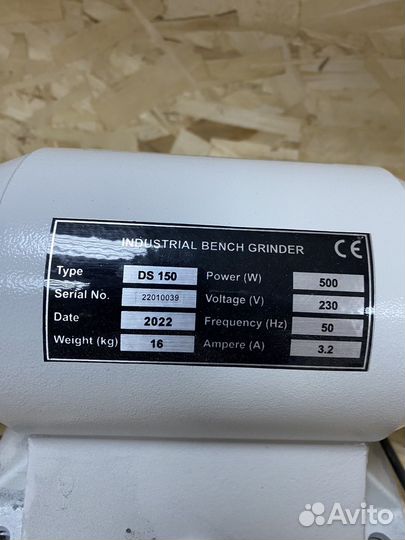 INDUSTRIAL BENCH GRINDER CE
Type DS 150 Power (W) 500
Serial No. 22010039 Voltage (V) 230
Date 2022 Frequency (Hz) 50
Weight (kg) 16 Ampere (A) 3.2
Avito